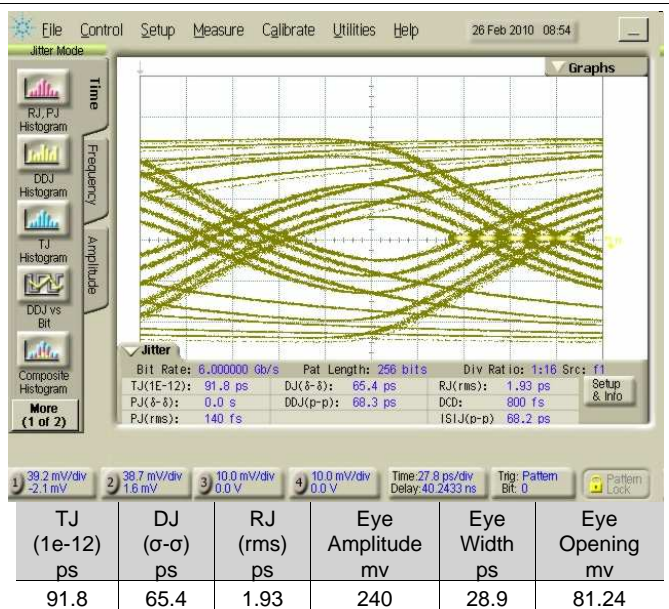 File Control Setup Measure Calibrate Utilities Help 26 Feb 2010 08:54
Jitter Mode
Graphs
Time
Frequency
Amplitude
RJ, PJ
Histogram
DDJ
Histogram
TJ
Histogram
DDJ vs
Bit
Composite
Histogram
More
(1 of 2)
Jitter
Bit Rate: 6.000000 Gb/s Pat Length: 256 bits Div Ratio: 1:16 Src: f1
TJ(1E-12): 91.8 ps DJ(δ-δ): 65.4 ps RJ(rms): 1.93 ps
PJ(δ-δ): 0.0 s DDJ(p-p): 68.3 ps DCD: 800 fs
PJ(rms): 140 fs ISIJ(p-p) 68.2 ps
Setup
& Info
1) 39.2 mV/div 2) 38.7 mV/div 3) 10.0 mV/div 4) 10.0 mV/div Time:27.8 ps/div Trig: Pattern Pattern
-2.1 mV 1.6 mV 0.0 V 0.0 V Delay:40.2433 ns Bit: 0 Lock
TJ DJ RJ Eye Eye Eye
(1e-12) (σ-σ) (rms) Amplitude Width Opening
ps ps ps mv ps mv
91.8 65.4 1.93 240 28.9 81.24